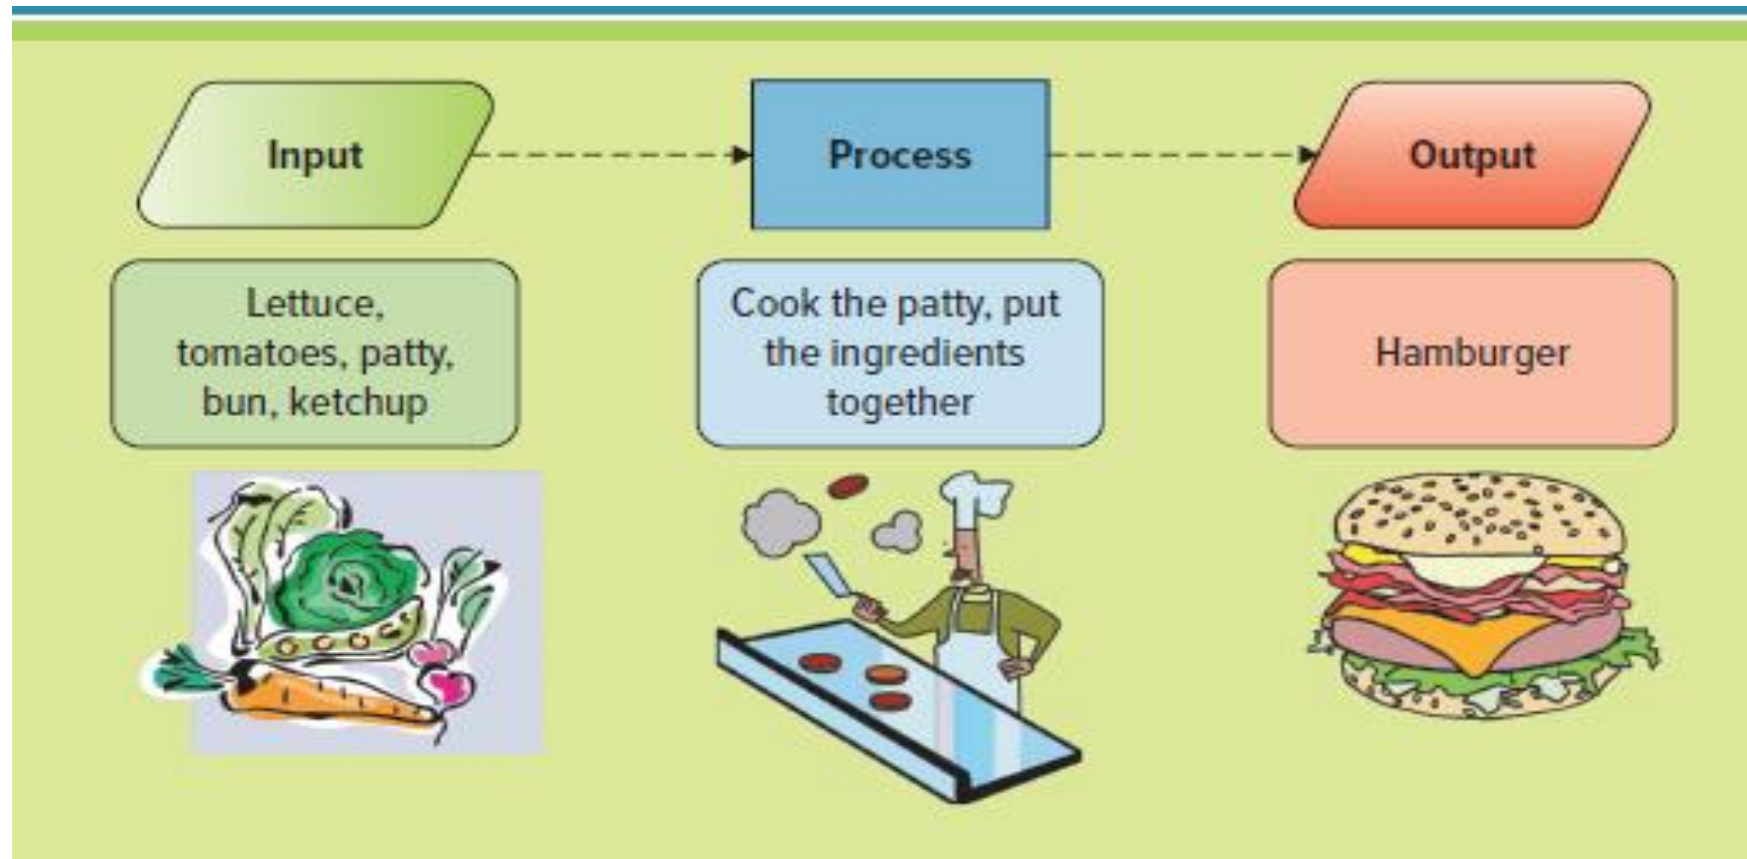 Input
Process
Output
Lettuce,
tomatoes, patty,
bun, ketchup
Cook the patty, put
the ingredients
together
Hamburger